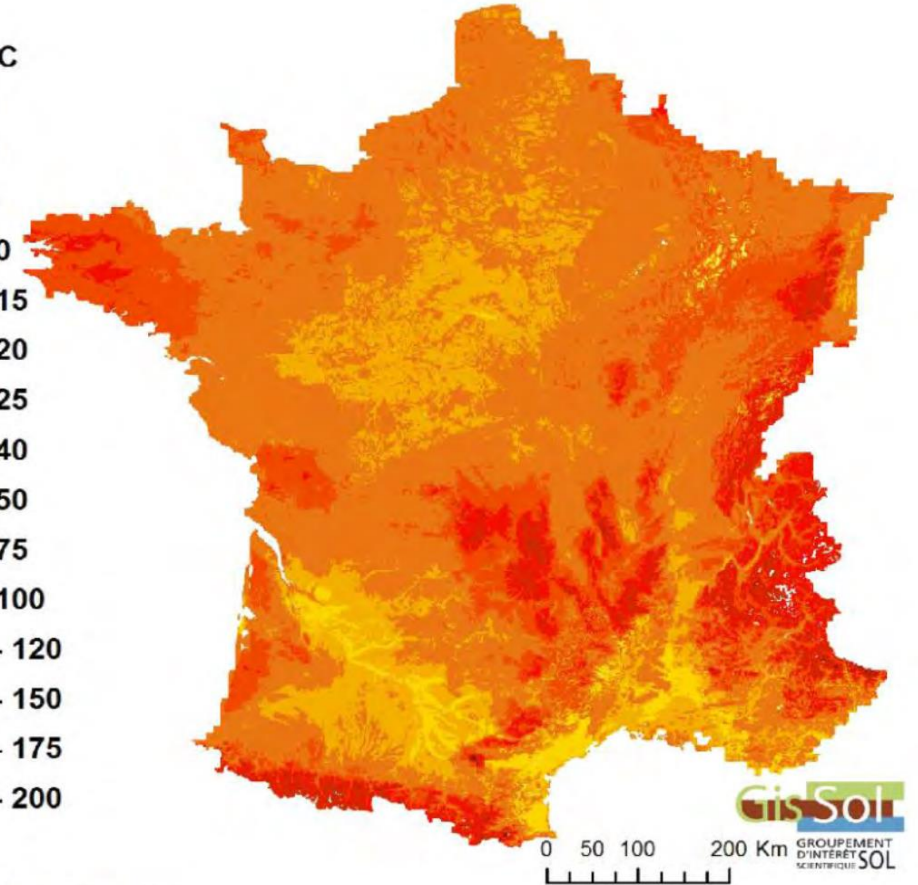 C
0
15
20
25
40
50
75
100
- 120
- 150
- 175
- 200
0 50 100 200 Km
Gis Sol
GROUPEMENT
D'INTÉRÊT
SCIENTIFIQUE SOL